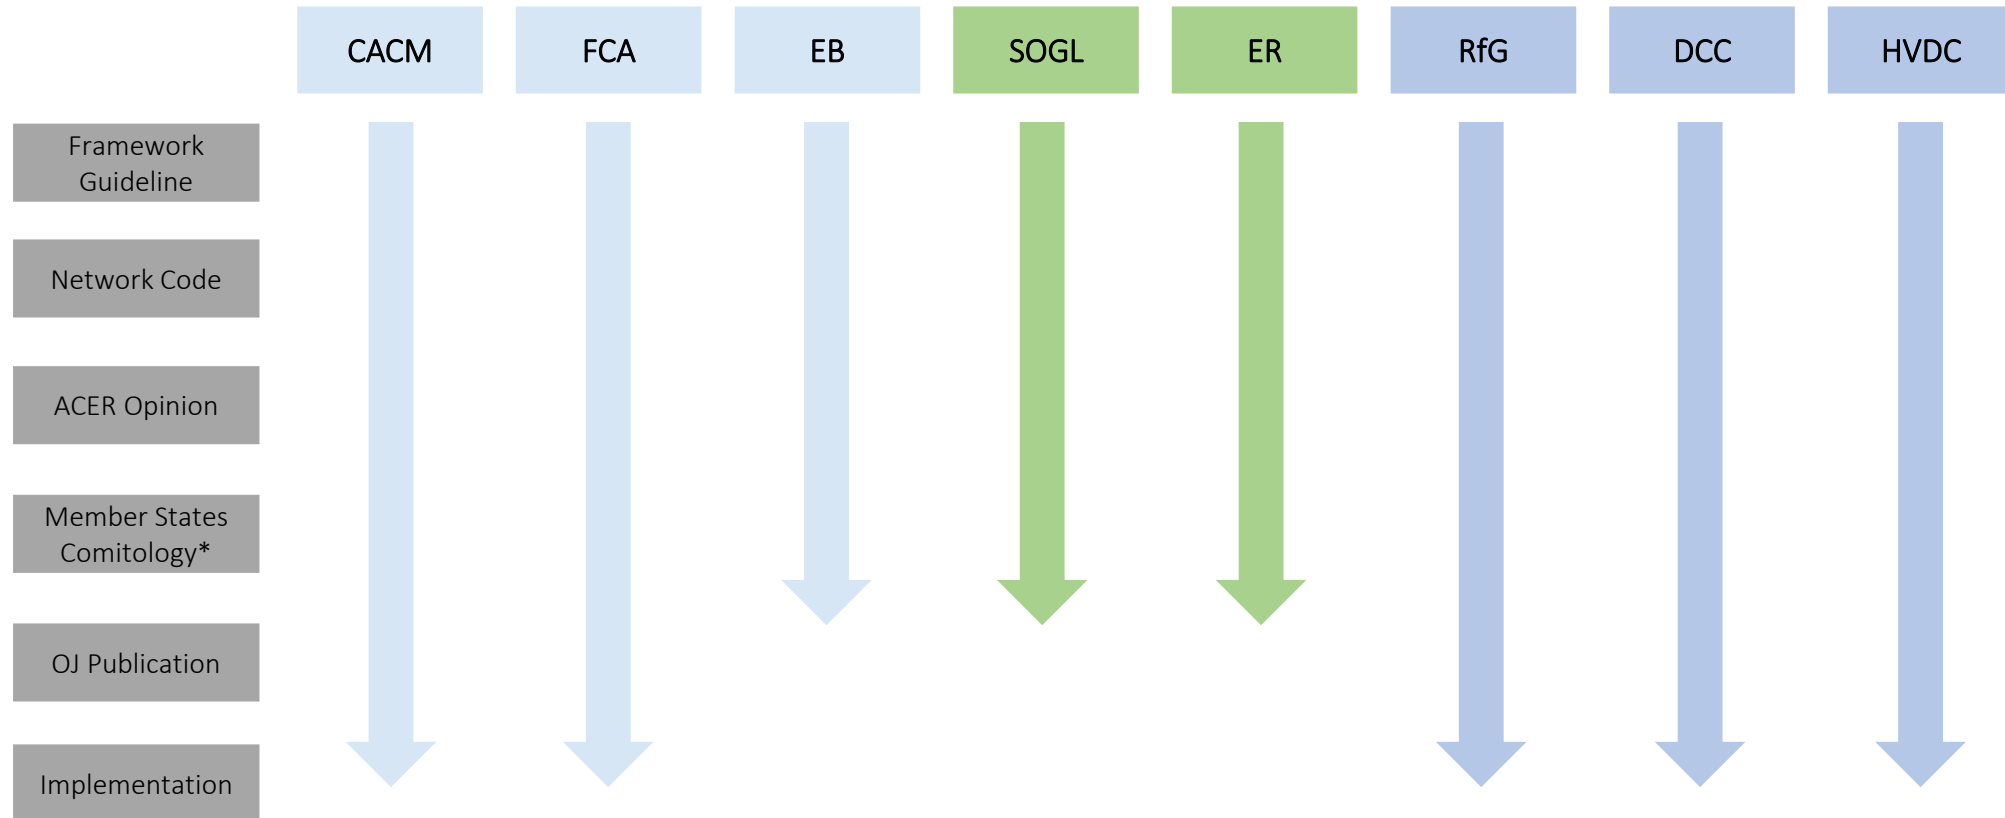 CACM
FCA
EB
SOGL
ER
RfG
DCC
HVDC
Framework
Guideline
Network Code
ACER Opinion
Member States
Comitology*
OJ Publication
Implementation